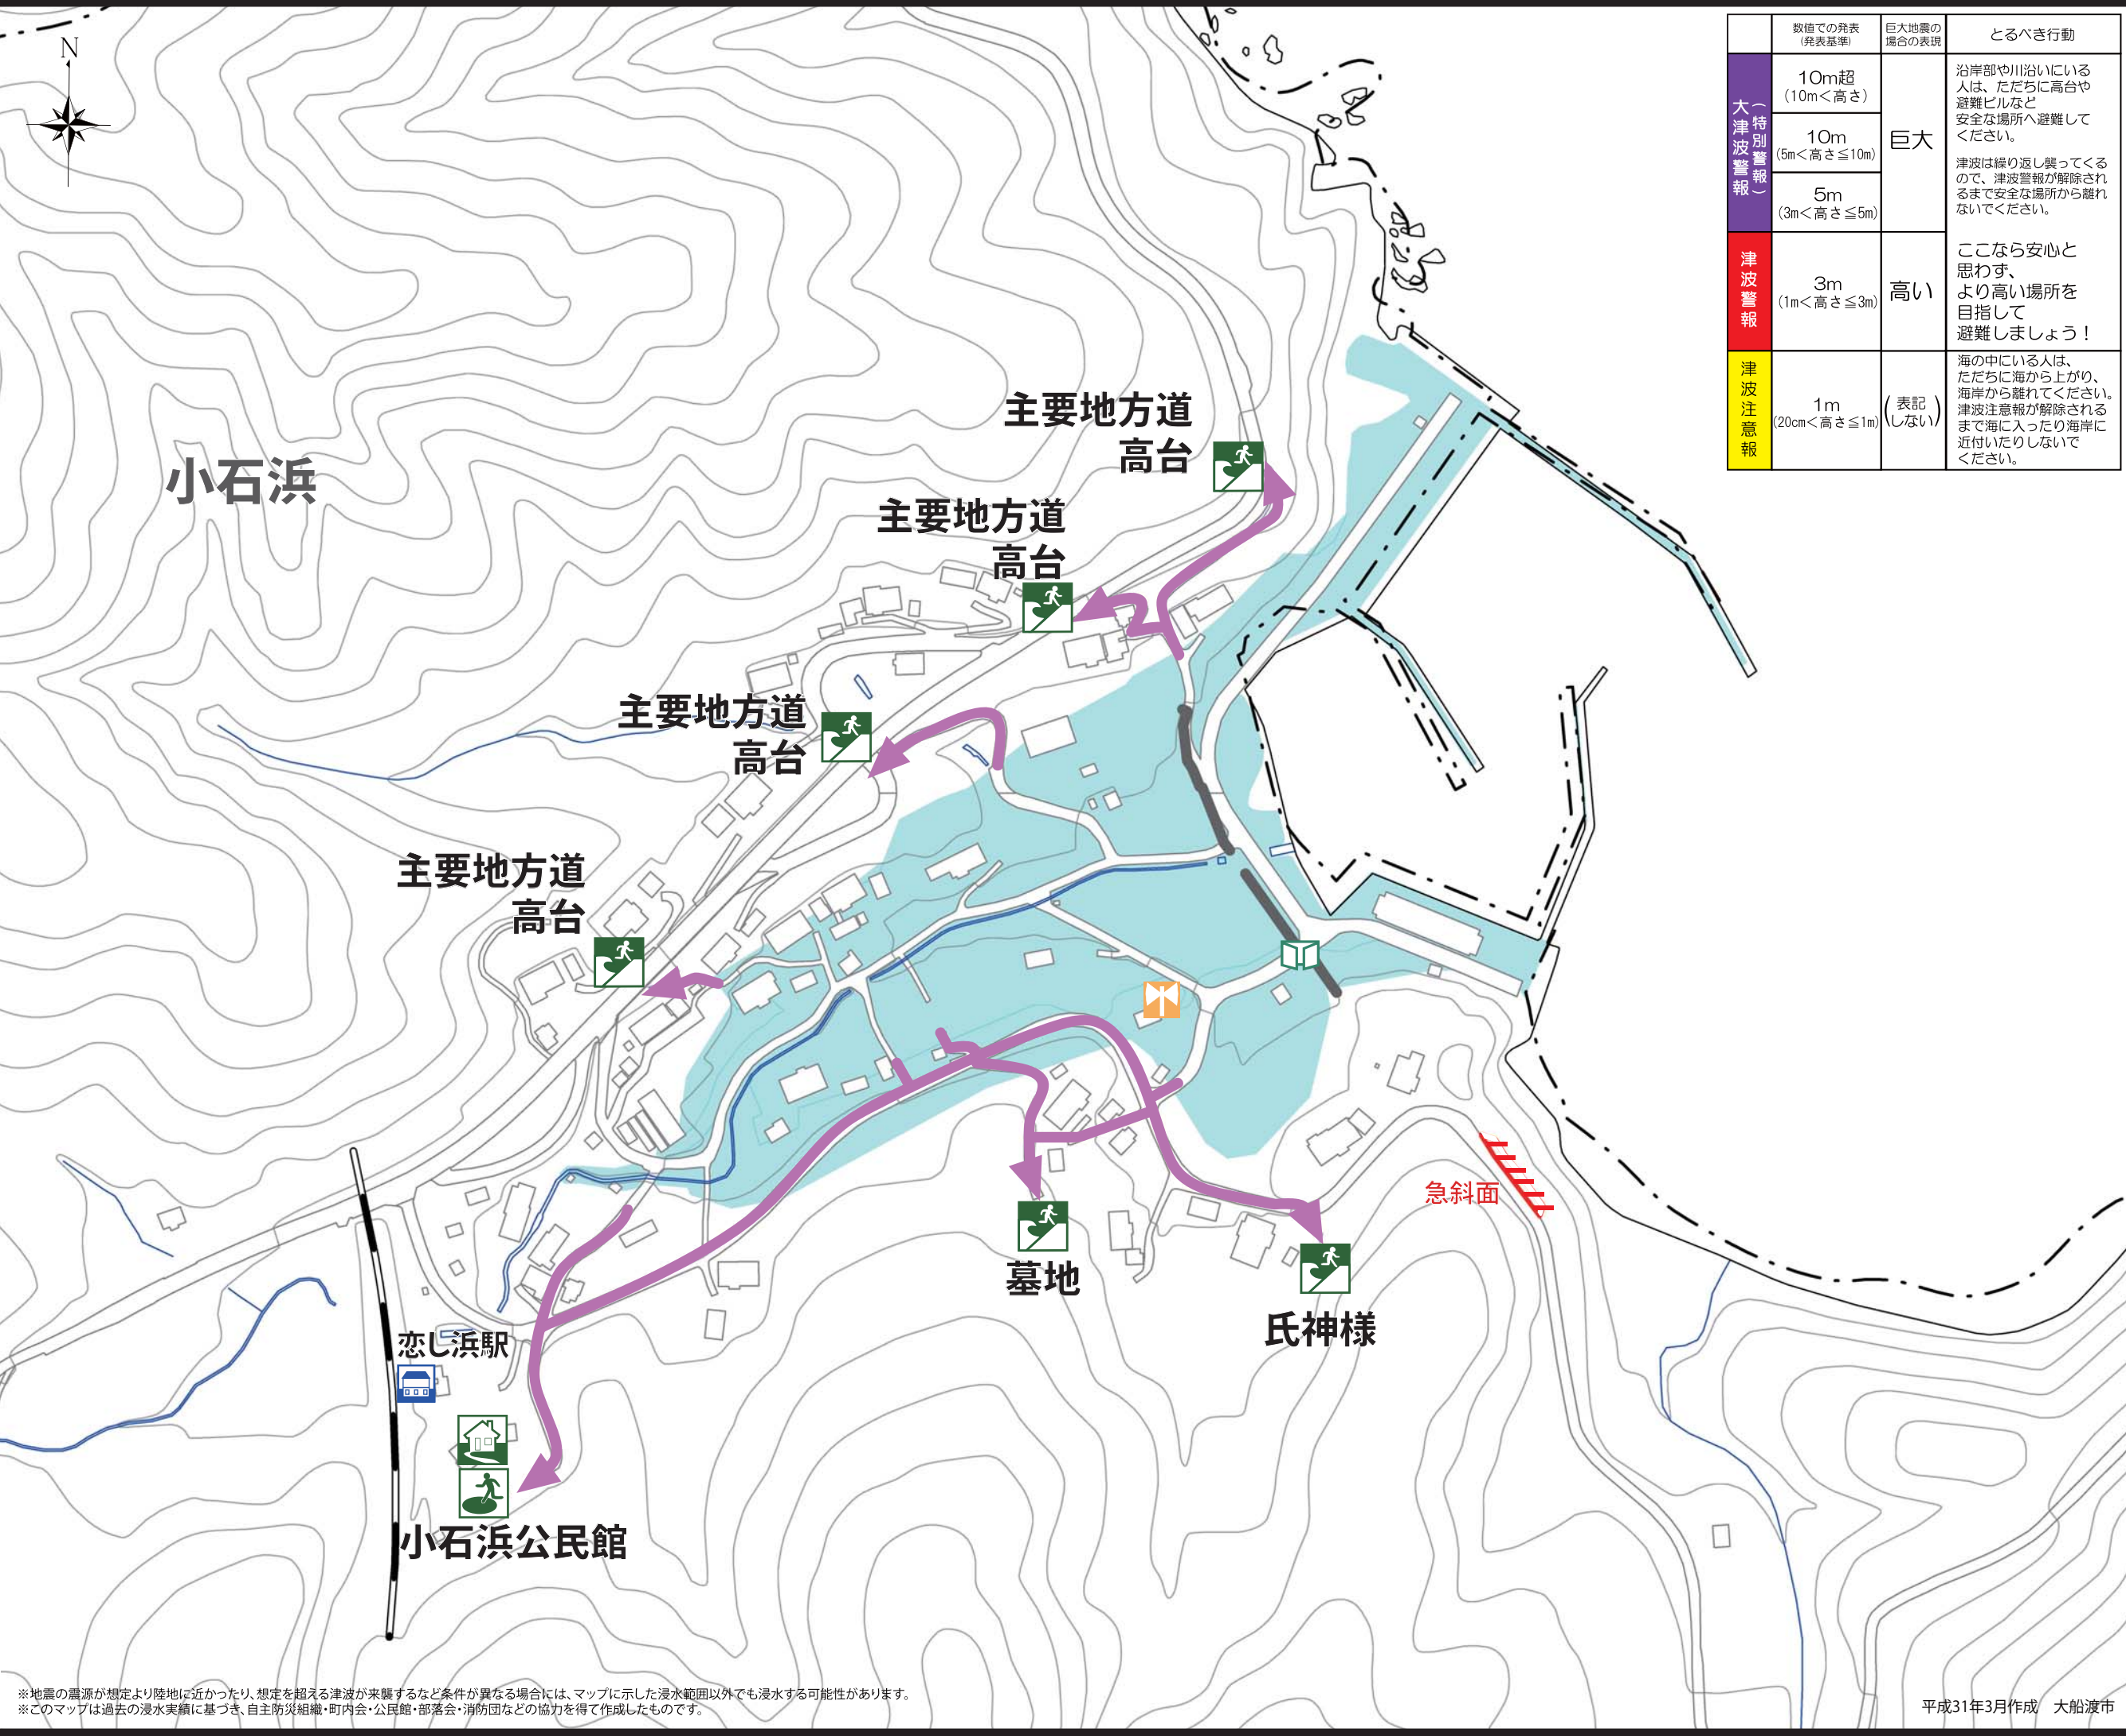 N
数値での発表
(発表基準)
巨大地震の
場合の表現
とるべき行動
大津波警報
(特別警報)
10m超
(10m＜高さ)
10m
(5m＜高さ≦10m)
5m
(3m＜高さ≦5m)
巨大
沿岸部や川沿いにいる
人は、ただちに高台や
避難ビルなど
安全な場所へ避難して
ください。
津波は繰り返し襲ってくる
ので、津波警報が解除され
るまで安全な場所から離れ
ないでください。
津波警報
3m
(1m＜高さ≦3m)
高い
ここなら安心と
思わず、
より高い場所を
目指して
避難しましょう！
津波注意報
1m
(20cm＜高さ≦1m)
(表記
しない)
海の中にいる人は、
ただちに海から上がり、
海岸から離れてください。
津波注意報が解除される
まで海に入ったり海岸に
近付いたりしないで
ください。
主要地方道
高台
小石浜
主要地方道
高台
主要地方道
高台
主要地方道
高台
急斜面
墓地
氏神様
恋し浜駅
小石浜公民館
※地震の震源が想定より陸地に近かったり、想定を超える津波が来襲するなど条件が異なる場合には、マップに示した浸水範囲以外でも浸水する可能性があります。
※このマップは過去の浸水実績に基づき、自主防災組織・町内会・公民館・部落会・消防団などの協力を得て作成したものです。
平成31年3月作成　大船渡市